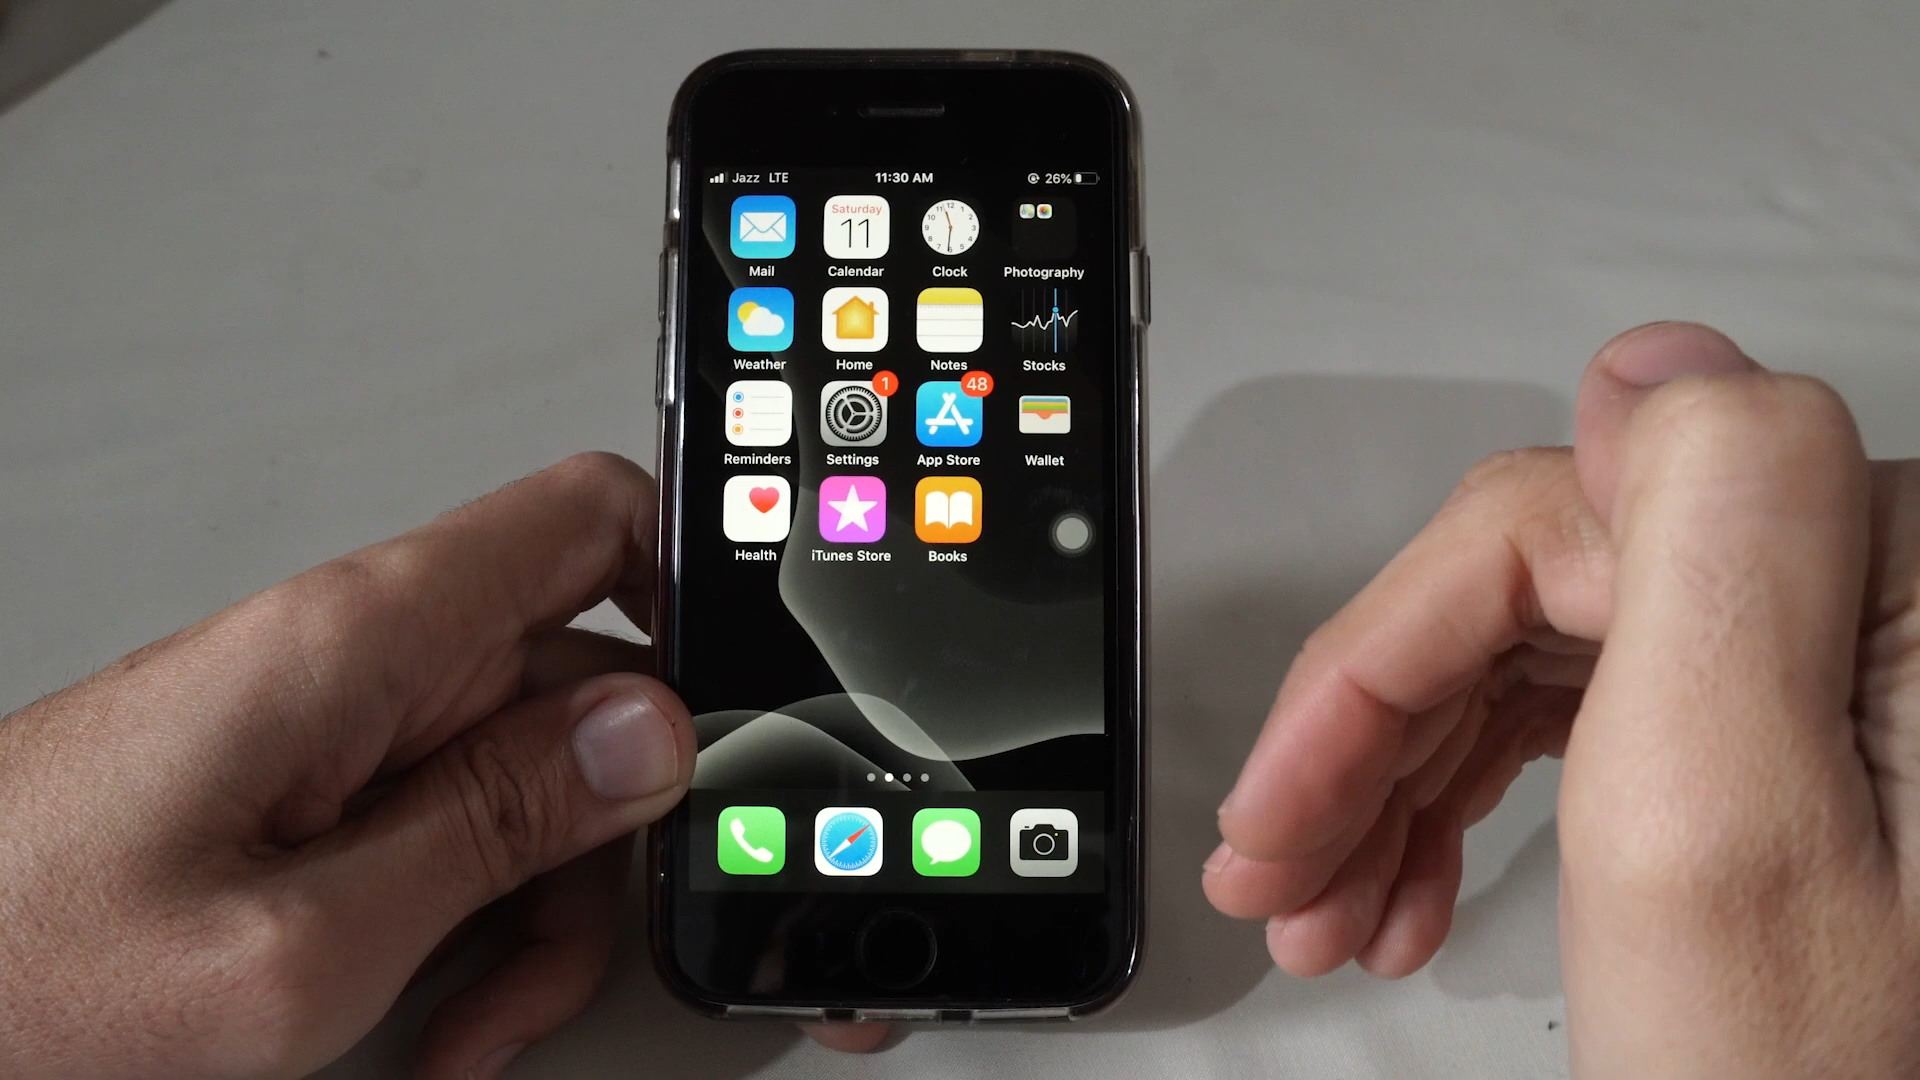 Jazz LTE 11:30 AM 26%
Saturday
11
Mail Calendar Clock Photography
Weather Home Notes Stocks
1 48
Reminders Settings App Store Wallet
Health iTunes Store Books